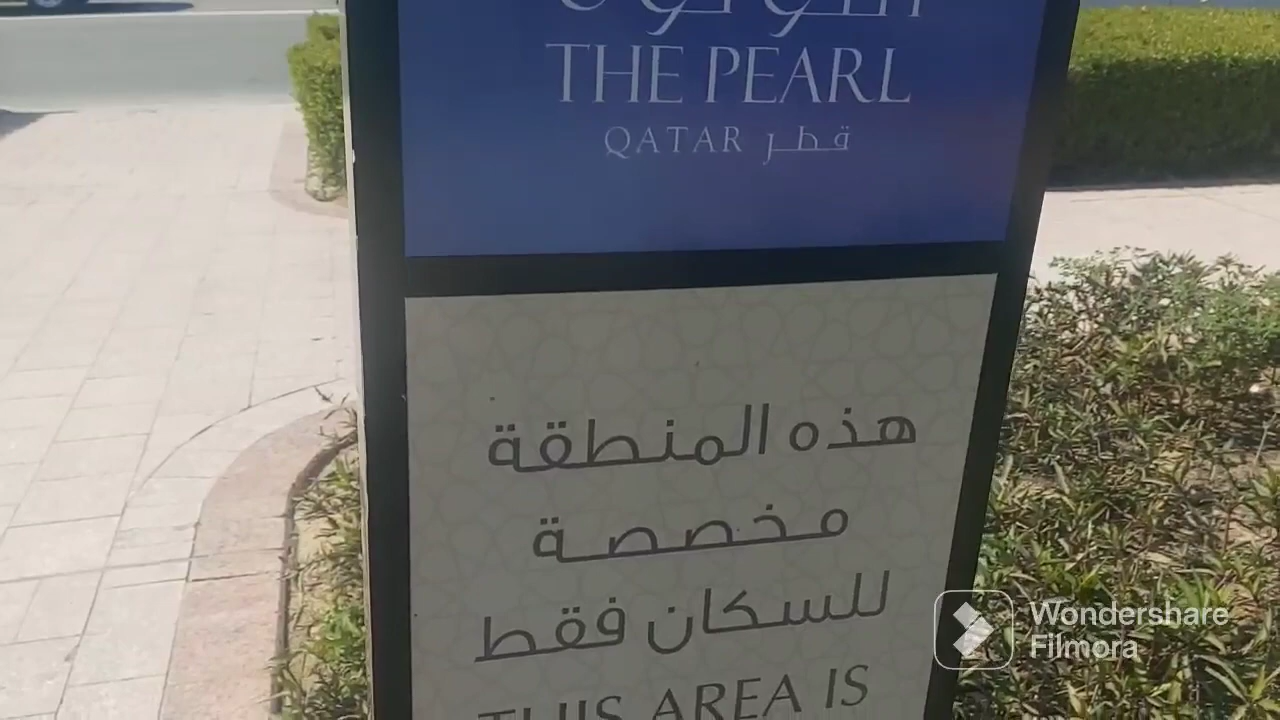 THE PEARL
QATAR قطر
هذه المنطقة
مخصصة
للسكان فقط
THIS AREA IS
Wondershare
Filmora